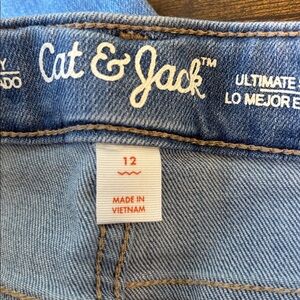 Cat & Jack™
ULTIMATE
LO MEJOR
12
MADE IN
VIETNAM